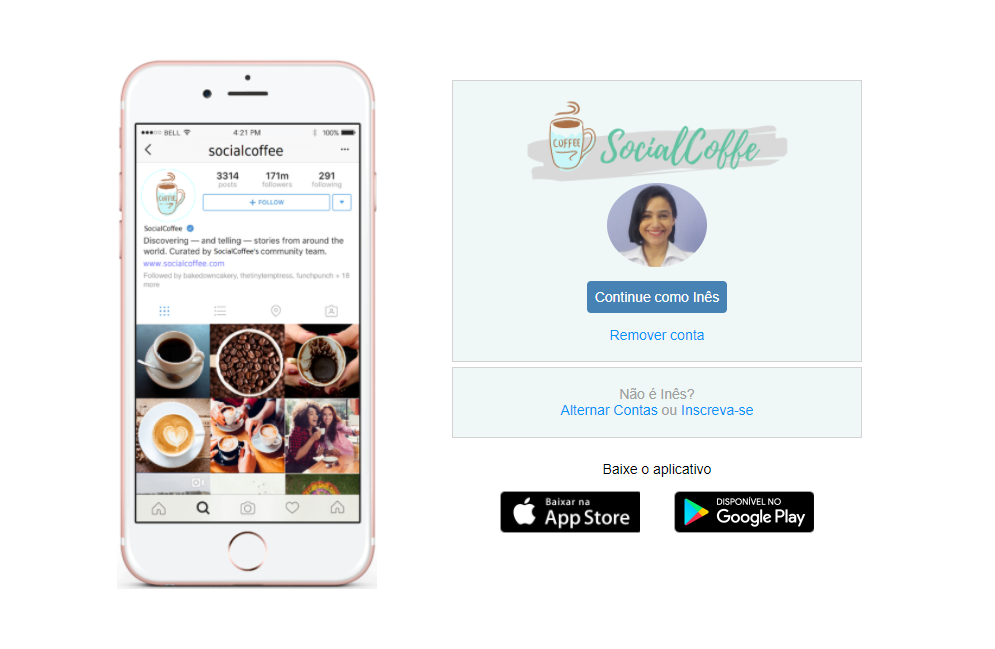 ●●●○○ BELL 4:21 PM 100%
socialcoffee
3314 171m 291
posts followers following
+ FOLLOW
COFFEE
SocialCoffee
Discovering — and telling — stories from around the
world. Curated by SocialCoffee's community team.
www.socialcoffee.com
Followed by bakedowncakery, thetinytemptress, funchpunch + 18
more
COFFEE
SocialCoffe
Continue como Inês
Remover conta
Não é Inês?
Alternar Contas ou Inscreva-se
Baixe o aplicativo
Baixar na
App Store
DISPONÍVEL NO
Google Play